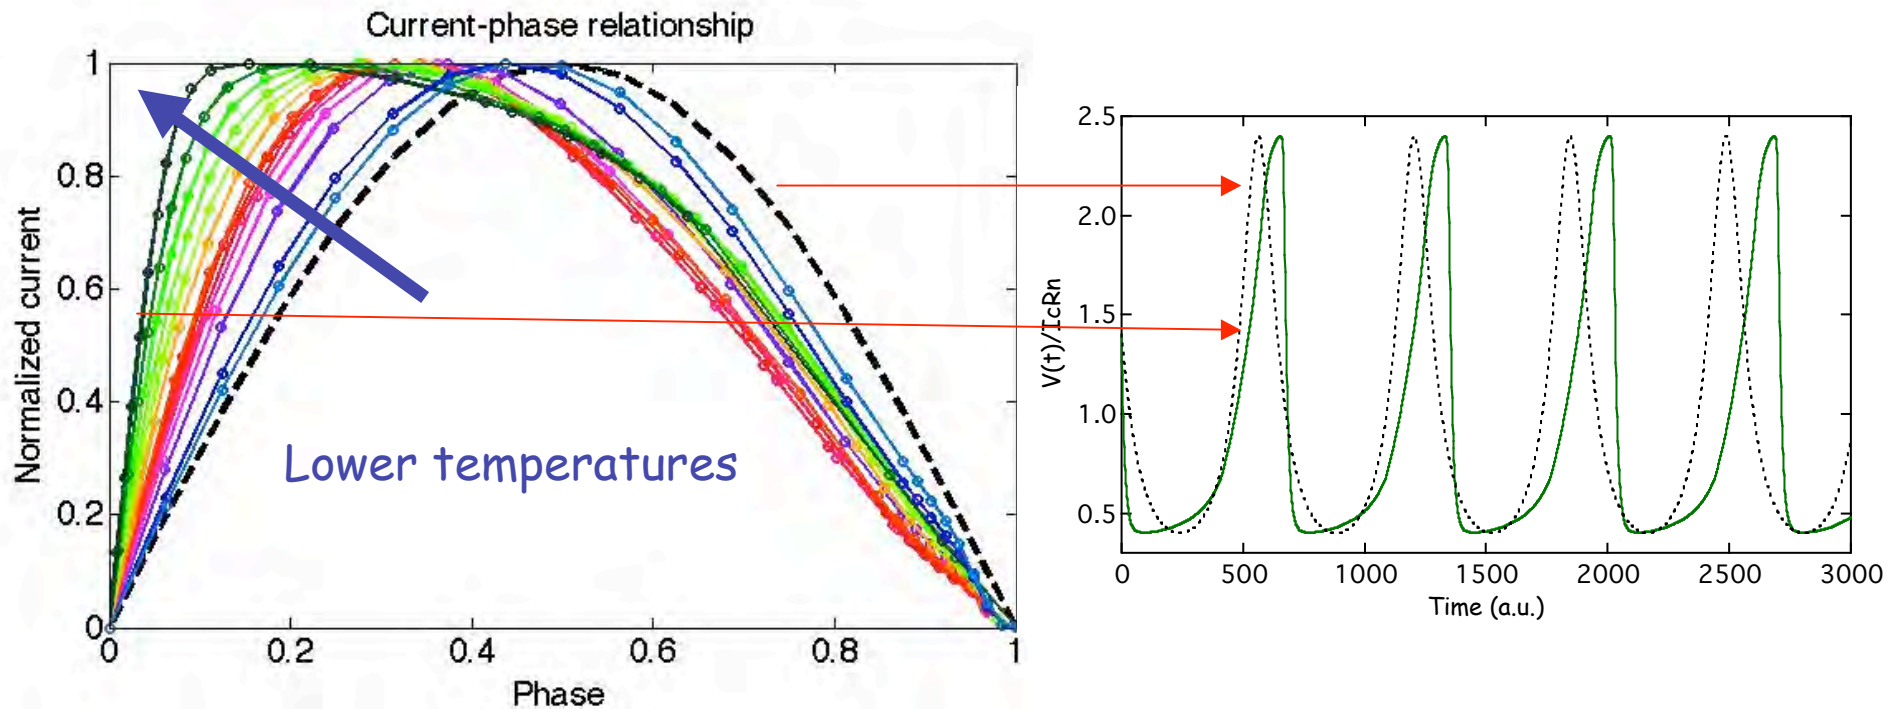 Current-phase relationship
1
0.8
0.6
0.4
0.2
0
Normalized current
Lower temperatures
0 0.2 0.4 0.6 0.8 1
Phase
2.5
2.0
1.5
1.0
0.5
V(t)/IcRn
0 500 1000 1500 2000 2500 3000
Time (a.u.)